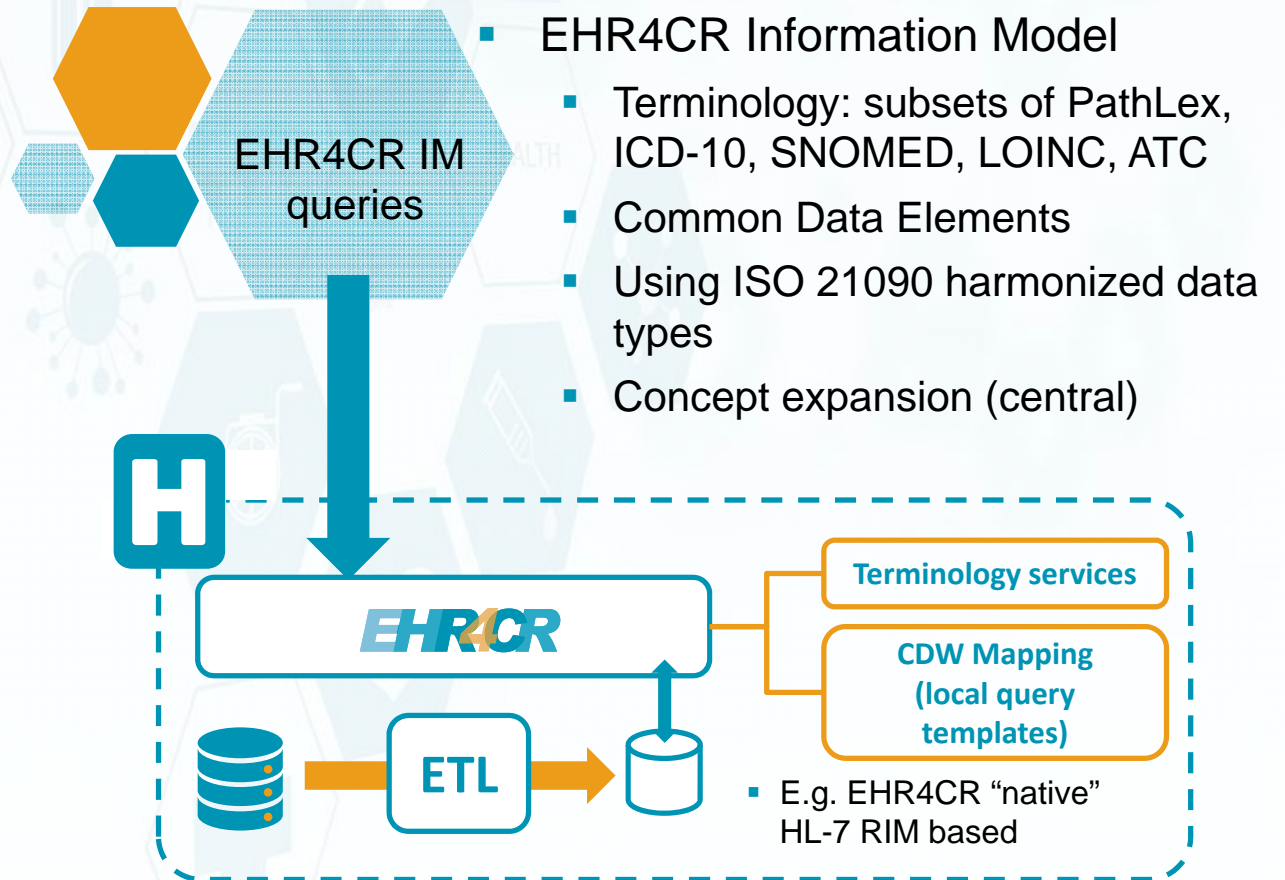 EHR4CR Information Model
Terminology: subsets of PathLex,
ICD-10, SNOMED, LOINC, ATC
Common Data Elements
Using ISO 21090 harmonized data
types
Concept expansion (central)
EHR4CR IM
queries
ALTH
H
EHR4CR
Terminology services
CDW Mapping
(local query
templates)
ETL
E.g. EHR4CR “native”
HL-7 RIM based